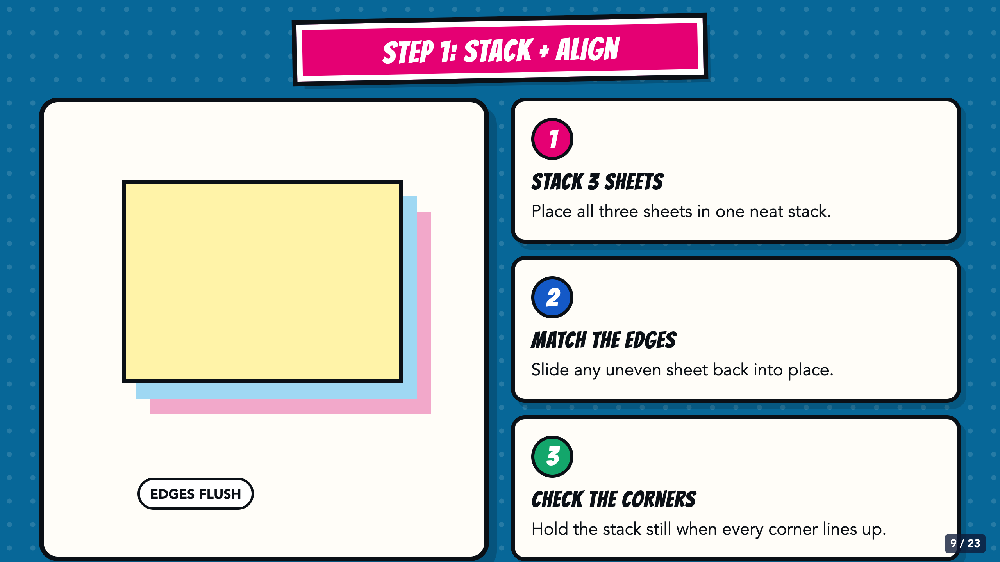 STEP 1: STACK + ALIGN
EDGES FLUSH
1
STACK 3 SHEETS
Place all three sheets in one neat stack.
2
MATCH THE EDGES
Slide any uneven sheet back into place.
3
CHECK THE CORNERS
Hold the stack still when every corner lines up.
9 / 23